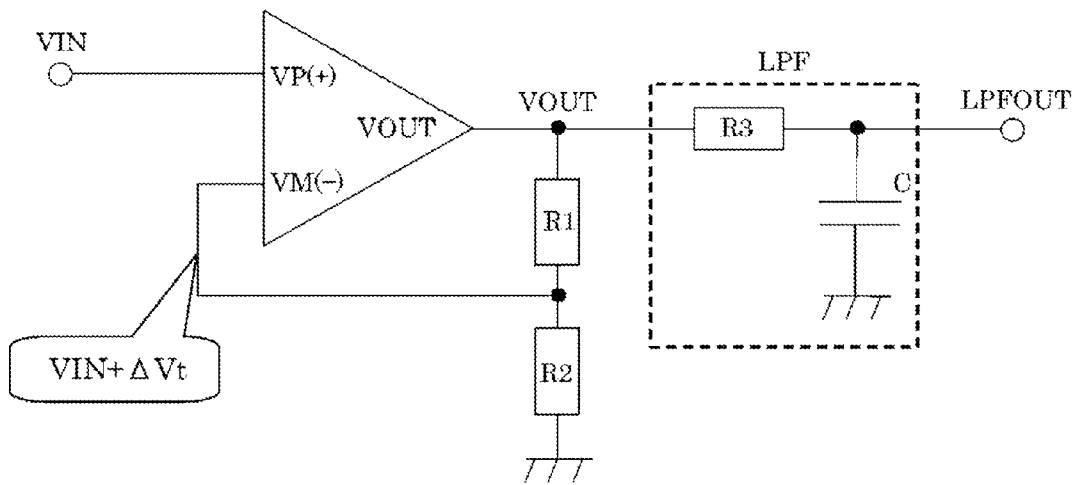 VIN
VP(+)
VOUT
VM(−)
VOUT
LPF
LPFOUT
R3
C
R1
R2
VIN+ΔVt